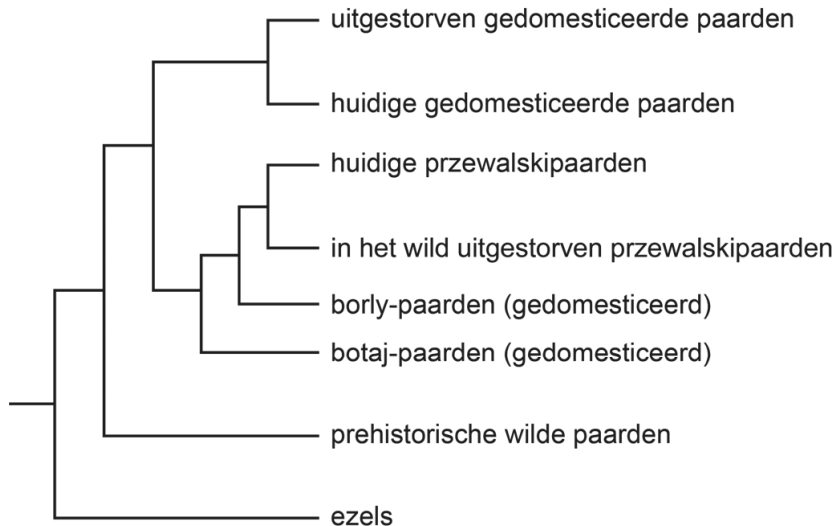 uitgestorven gedomesticeerde paarden
huidige gedomesticeerde paarden
huidige przewalskipaarden
in het wild uitgestorven przewalskipaarden
borly-paarden (gedomesticeerd)
botaj-paarden (gedomesticeerd)
prehistorische wilde paarden
ezels